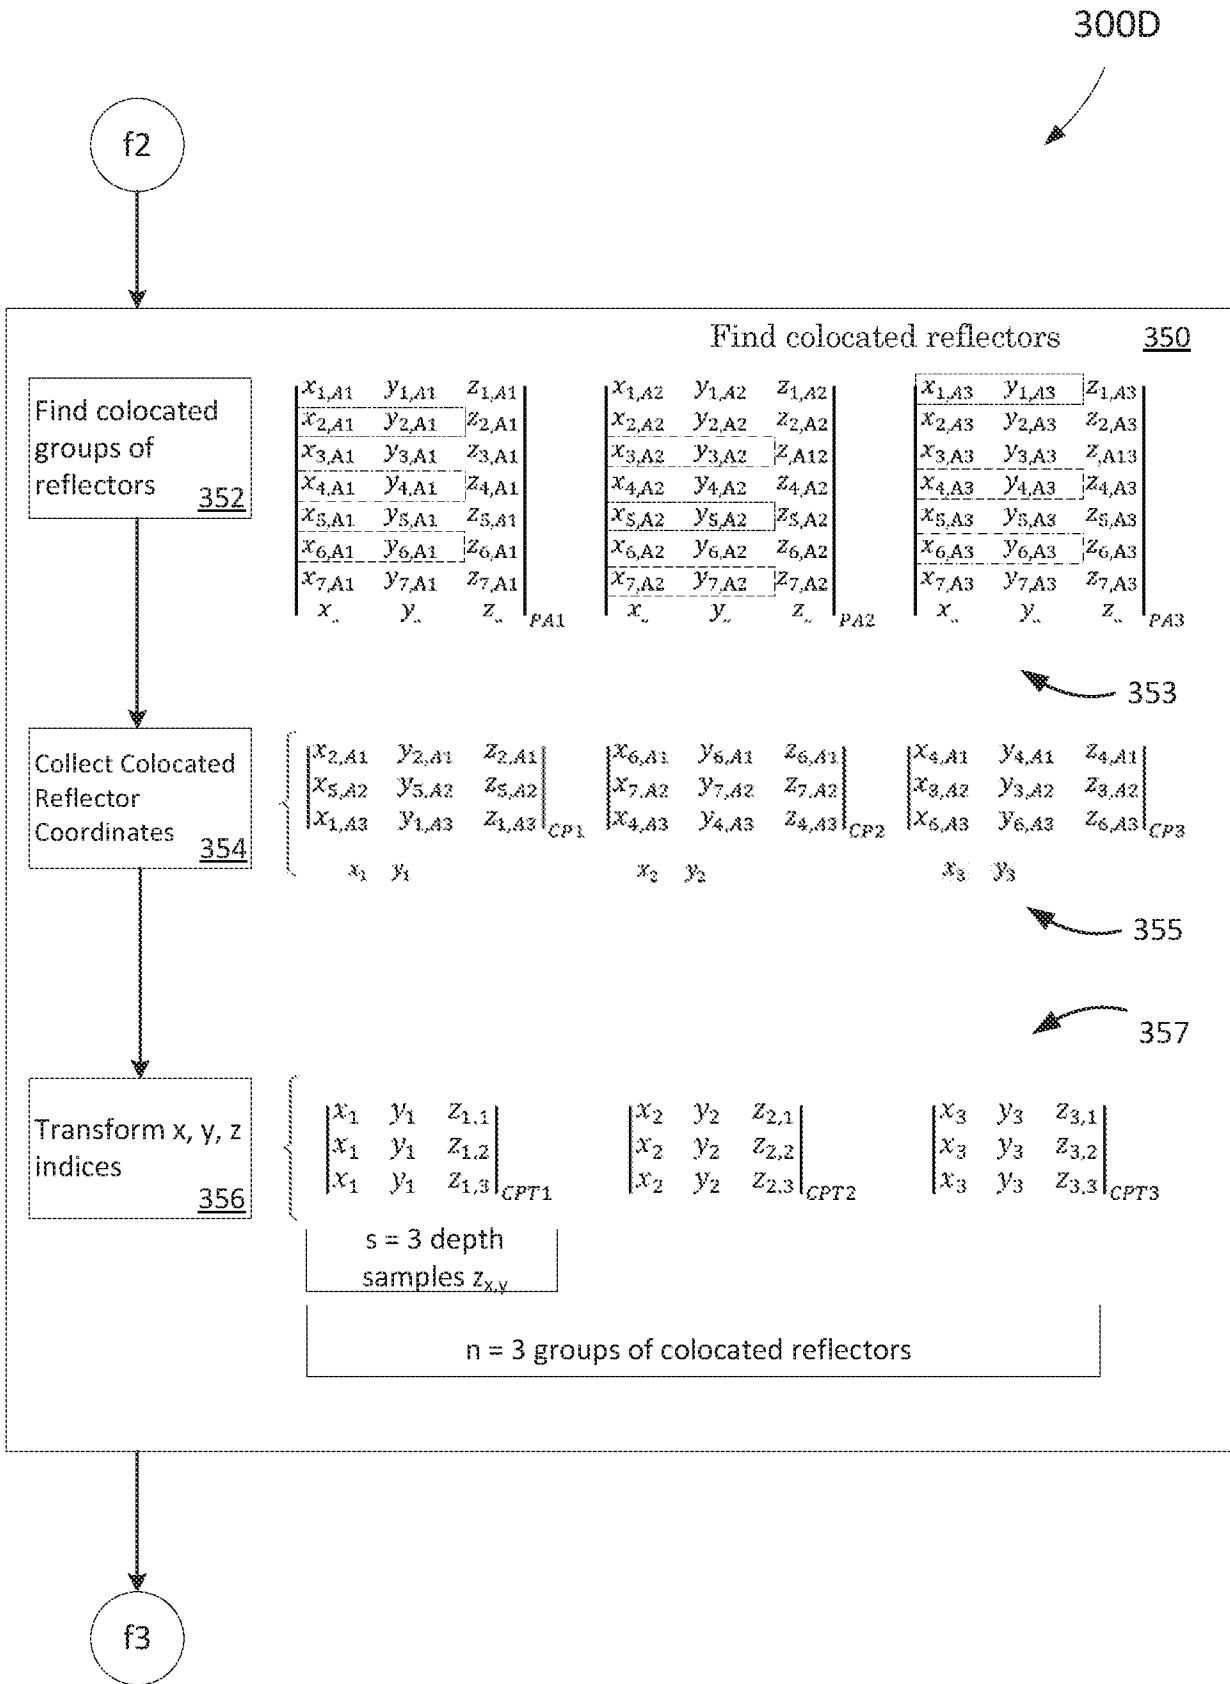 300D
f2
Find colocated reflectors 350
Find colocated
groups of
reflectors
352
x1,A1 y1,A1 z1,A1 x1,A2 y1,A2 z1,A2 x1,A3 y1,A3 z1,A3
x2,A1 y2,A1 z2,A1 x2,A2 y2,A2 z2,A2 x2,A3 y2,A3 z2,A3
x3,A1 y3,A1 z3,A1 x3,A2 y3,A2 z,A12 x3,A3 y3,A3 z,A13
x4,A1 y4,A1 z4,A1 x4,A2 y4,A2 z4,A2 x4,A3 y4,A3 z4,A3
x5,A1 y5,A1 z5,A1 x5,A2 y5,A2 z5,A2 x5,A3 y5,A3 z5,A3
x6,A1 y6,A1 z6,A1 x6,A2 y6,A2 z6,A2 x6,A3 y6,A3 z6,A3
x7,A1 y7,A1 z7,A1 x7,A2 y7,A2 z7,A2 x7,A3 y7,A3 z7,A3
x.. y.. z.. PA1 x.. y.. z.. PA2 x.. y.. z.. PA3
353
Collect Colocated
Reflector
Coordinates
354
x2,A1 y2,A1 z2,A1 x6,A1 y6,A1 z6,A1 x4,A1 y4,A1 z4,A1
x5,A2 y5,A2 z5,A2 x7,A2 y7,A2 z7,A2 x3,A2 y3,A2 z3,A2
x1,A3 y1,A3 z1,A3 CP1 x4,A3 y4,A3 z4,A3 CP2 x6,A3 y6,A3 z6,A3 CP3
x1 y1 x2 y2 x3 y3
355
357
Transform x, y, z
indices
356
x1 y1 z1,1 x2 y2 z2,1 x3 y3 z3,1
x1 y1 z1,2 x2 y2 z2,2 x3 y3 z3,2
x1 y1 z1,3 CPT1 x2 y2 z2,3 CPT2 x3 y3 z3,3 CPT3
s = 3 depth
samples zx,y
n = 3 groups of colocated reflectors
f3